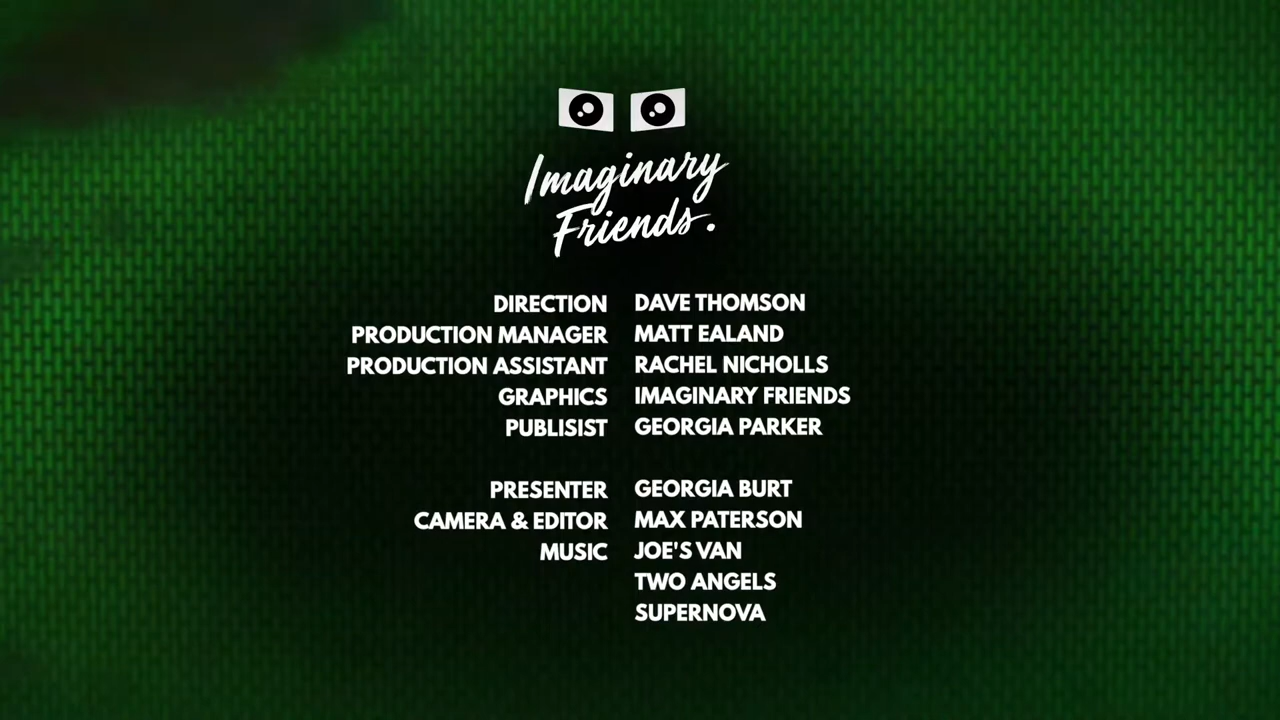 Imaginary
Friends.
DIRECTION DAVE THOMSON
PRODUCTION MANAGER MATT EALAND
PRODUCTION ASSISTANT RACHEL NICHOLLS
GRAPHICS IMAGINARY FRIENDS
PUBLISIST GEORGIA PARKER
PRESENTER GEORGIA BURT
CAMERA & EDITOR MAX PATERSON
MUSIC JOE'S VAN
TWO ANGELS
SUPERNOVA